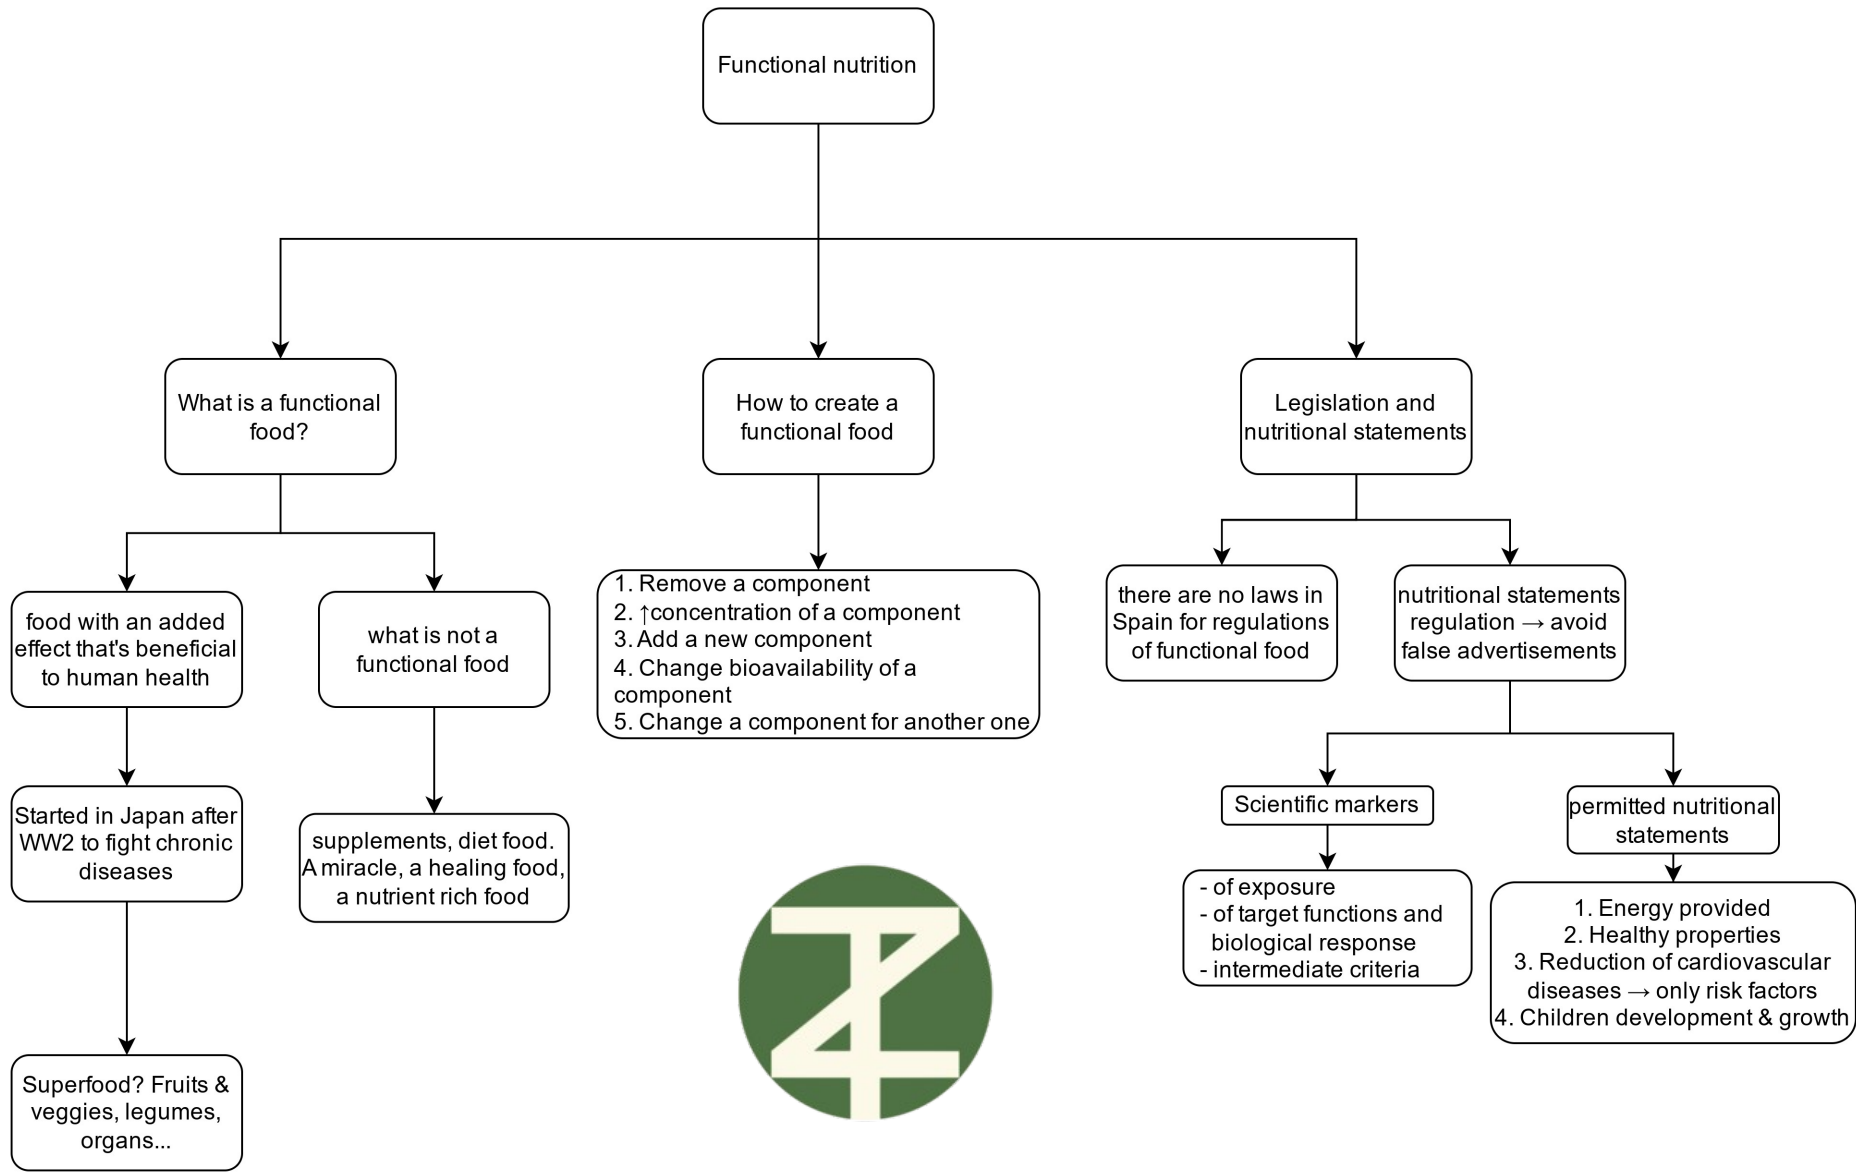 Functional nutrition
What is a functional
food?
How to create a
functional food
Legislation and
nutritional statements
food with an added
effect that's beneficial
to human health
what is not a
functional food
1. Remove a component
2. ↑concentration of a component
3. Add a new component
4. Change bioavailability of a
component
5. Change a component for another one
there are no laws in
Spain for regulations
of functional food
nutritional statements
regulation → avoid
false advertisements
Started in Japan after
WW2 to fight chronic
diseases
supplements, diet food.
A miracle, a healing food,
a nutrient rich food
Scientific markers
permitted nutritional
statements
- of exposure
- of target functions and
biological response
- intermediate criteria
1. Energy provided
2. Healthy properties
3. Reduction of cardiovascular
diseases → only risk factors
4. Children development & growth
Superfood? Fruits &
veggies, legumes,
organs...